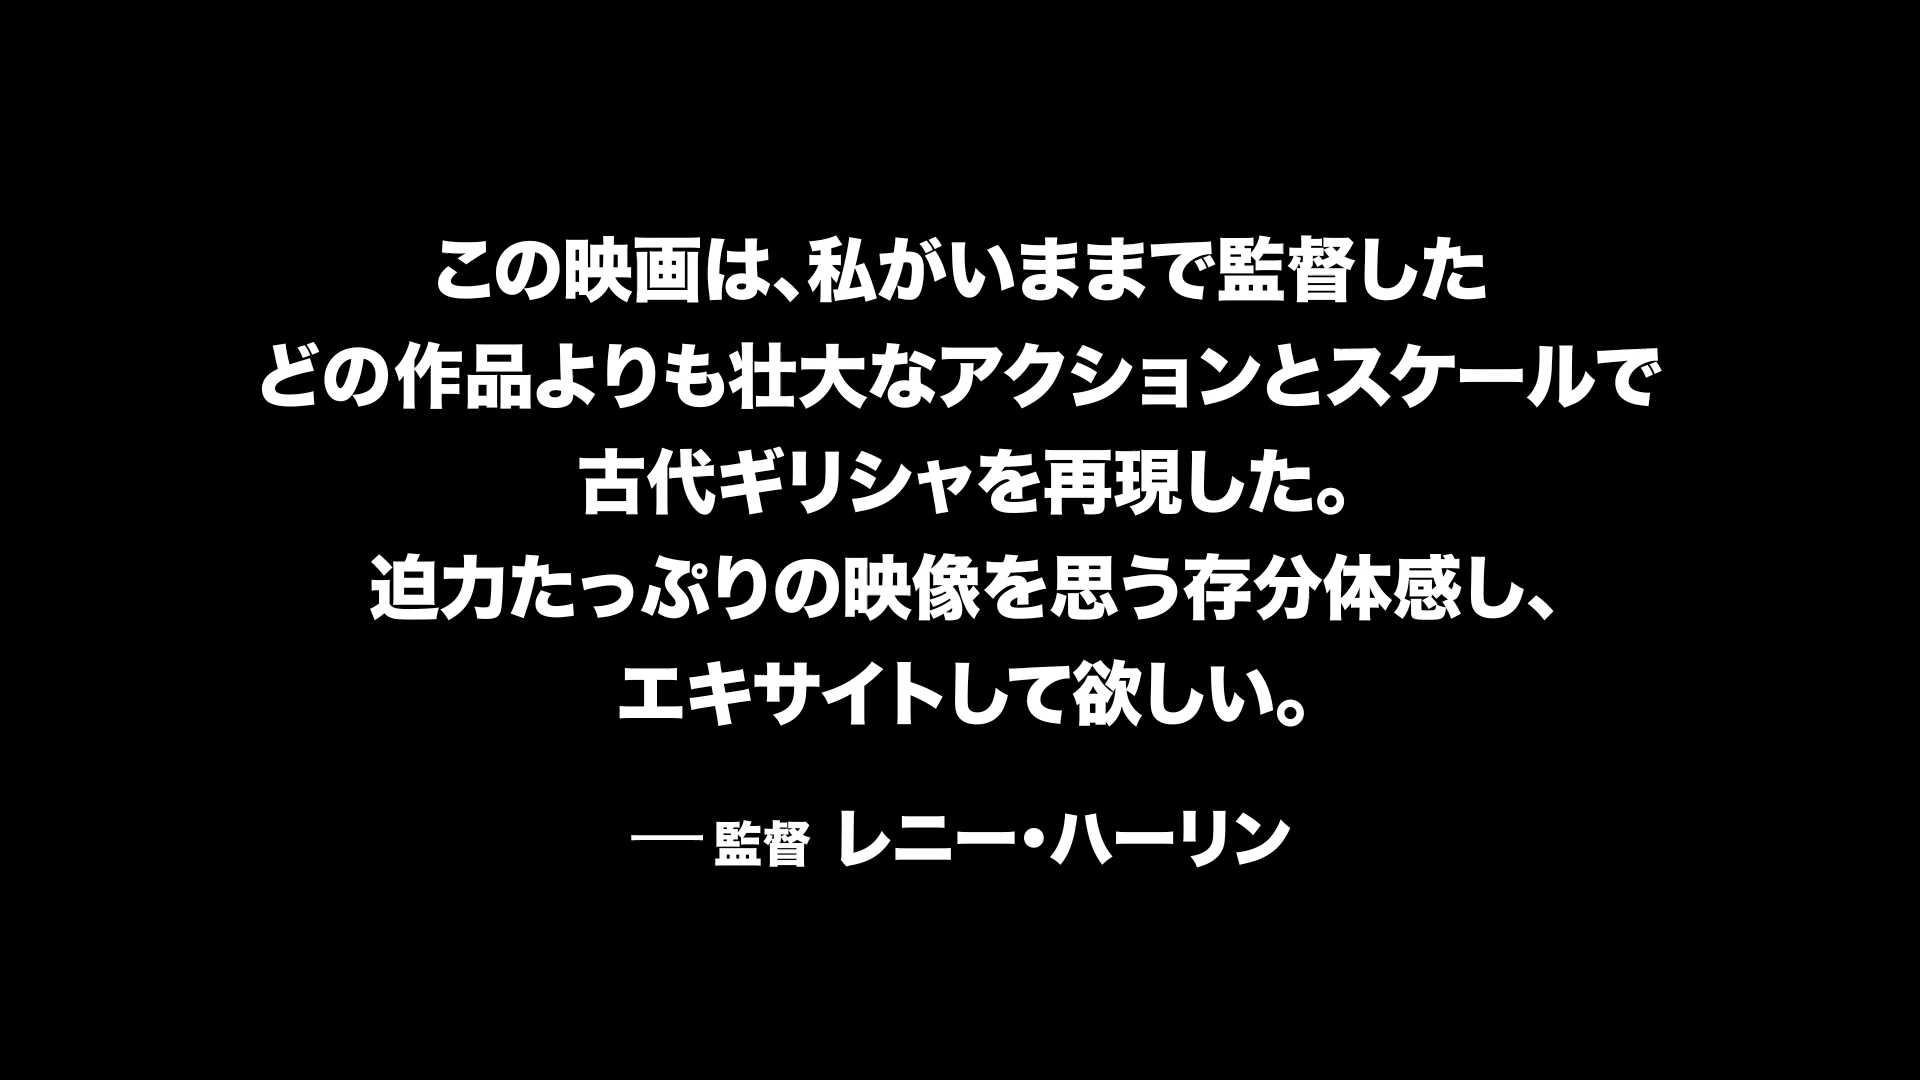 この映画は、私がいままで監督した
どの作品よりも壮大なアクションとスケールで
古代ギリシャを再現した。
迫力たっぷりの映像を思う存分体感し、
エキサイトして欲しい。
── 監督 レニー・ハーリン